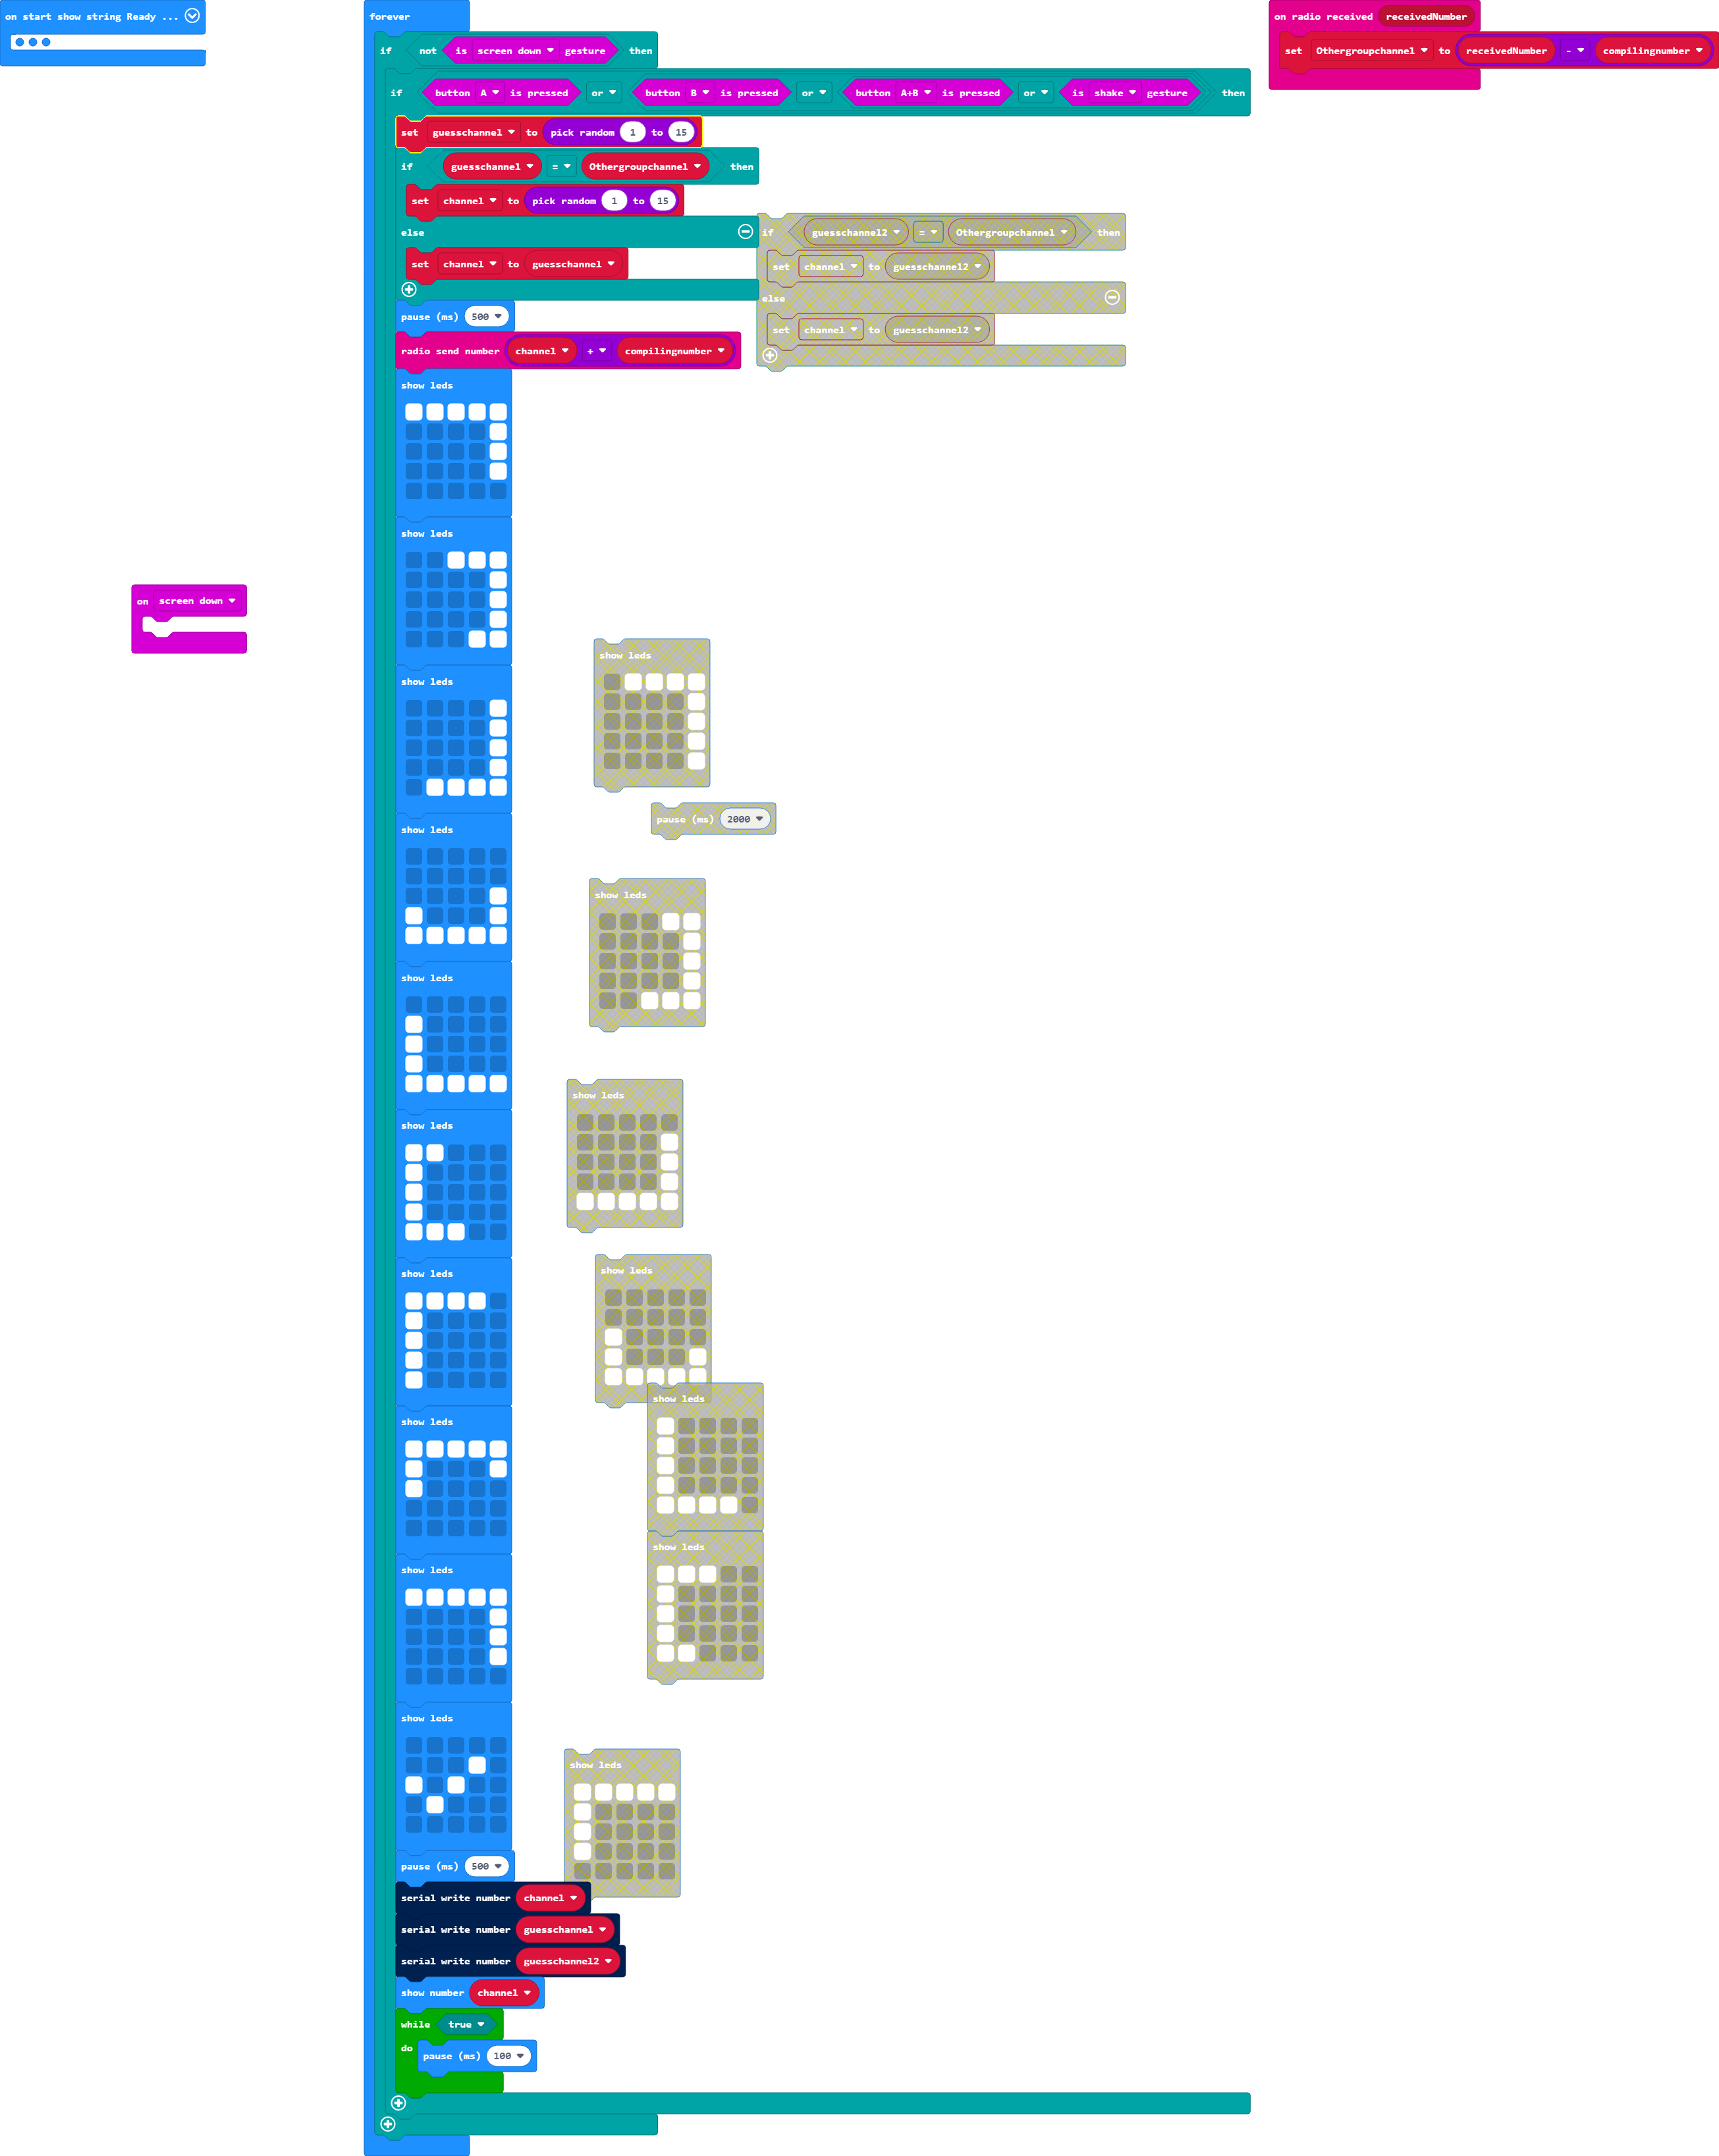 on start show string Ready ...
forever
if not is screen down gesture then
if button A is pressed or button B is pressed or button A+B is pressed or is shake gesture then
set guesschannel to pick random 1 to 15
if guesschannel = Othergroupchannel then
set channel to pick random 1 to 15
else
set channel to guesschannel
pause (ms) 500
radio send number channel + compilingnumber
show leds
show leds
show leds
show leds
show leds
show leds
show leds
show leds
show leds
show leds
pause (ms) 500
serial write number channel
serial write number guesschannel
serial write number guesschannel2
show number channel
while true
do
pause (ms) 100
on radio received receivedNumber
set Othergroupchannel to receivedNumber - compilingnumber
if guesschannel2 = Othergroupchannel then
set channel to guesschannel2
else
set channel to guesschannel2
on screen down
show leds
pause (ms) 2000
show leds
show leds
show leds
show leds
show leds
show leds